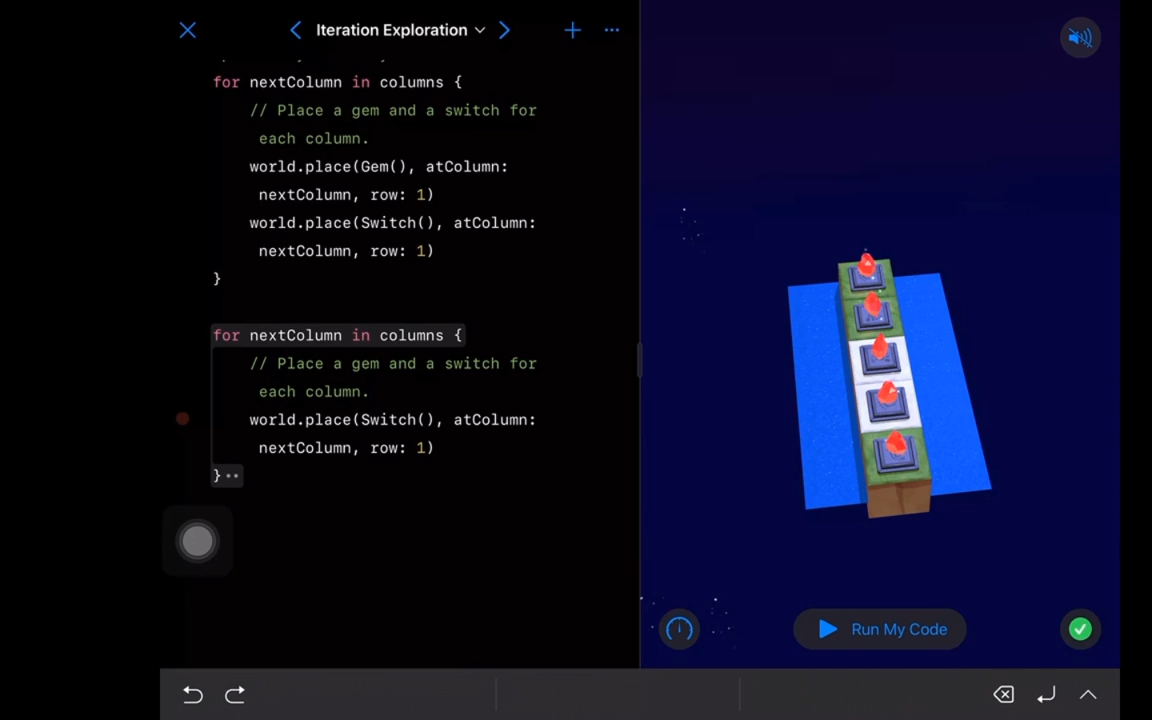 Iteration Exploration
for nextColumn in columns {
// Place a gem and a switch for
each column.
world.place(Gem(), atColumn:
nextColumn, row: 1)
world.place(Switch(), atColumn:
nextColumn, row: 1)
}
for nextColumn in columns {
// Place a gem and a switch for
each column.
world.place(Switch(), atColumn:
nextColumn, row: 1)
}
Run My Code